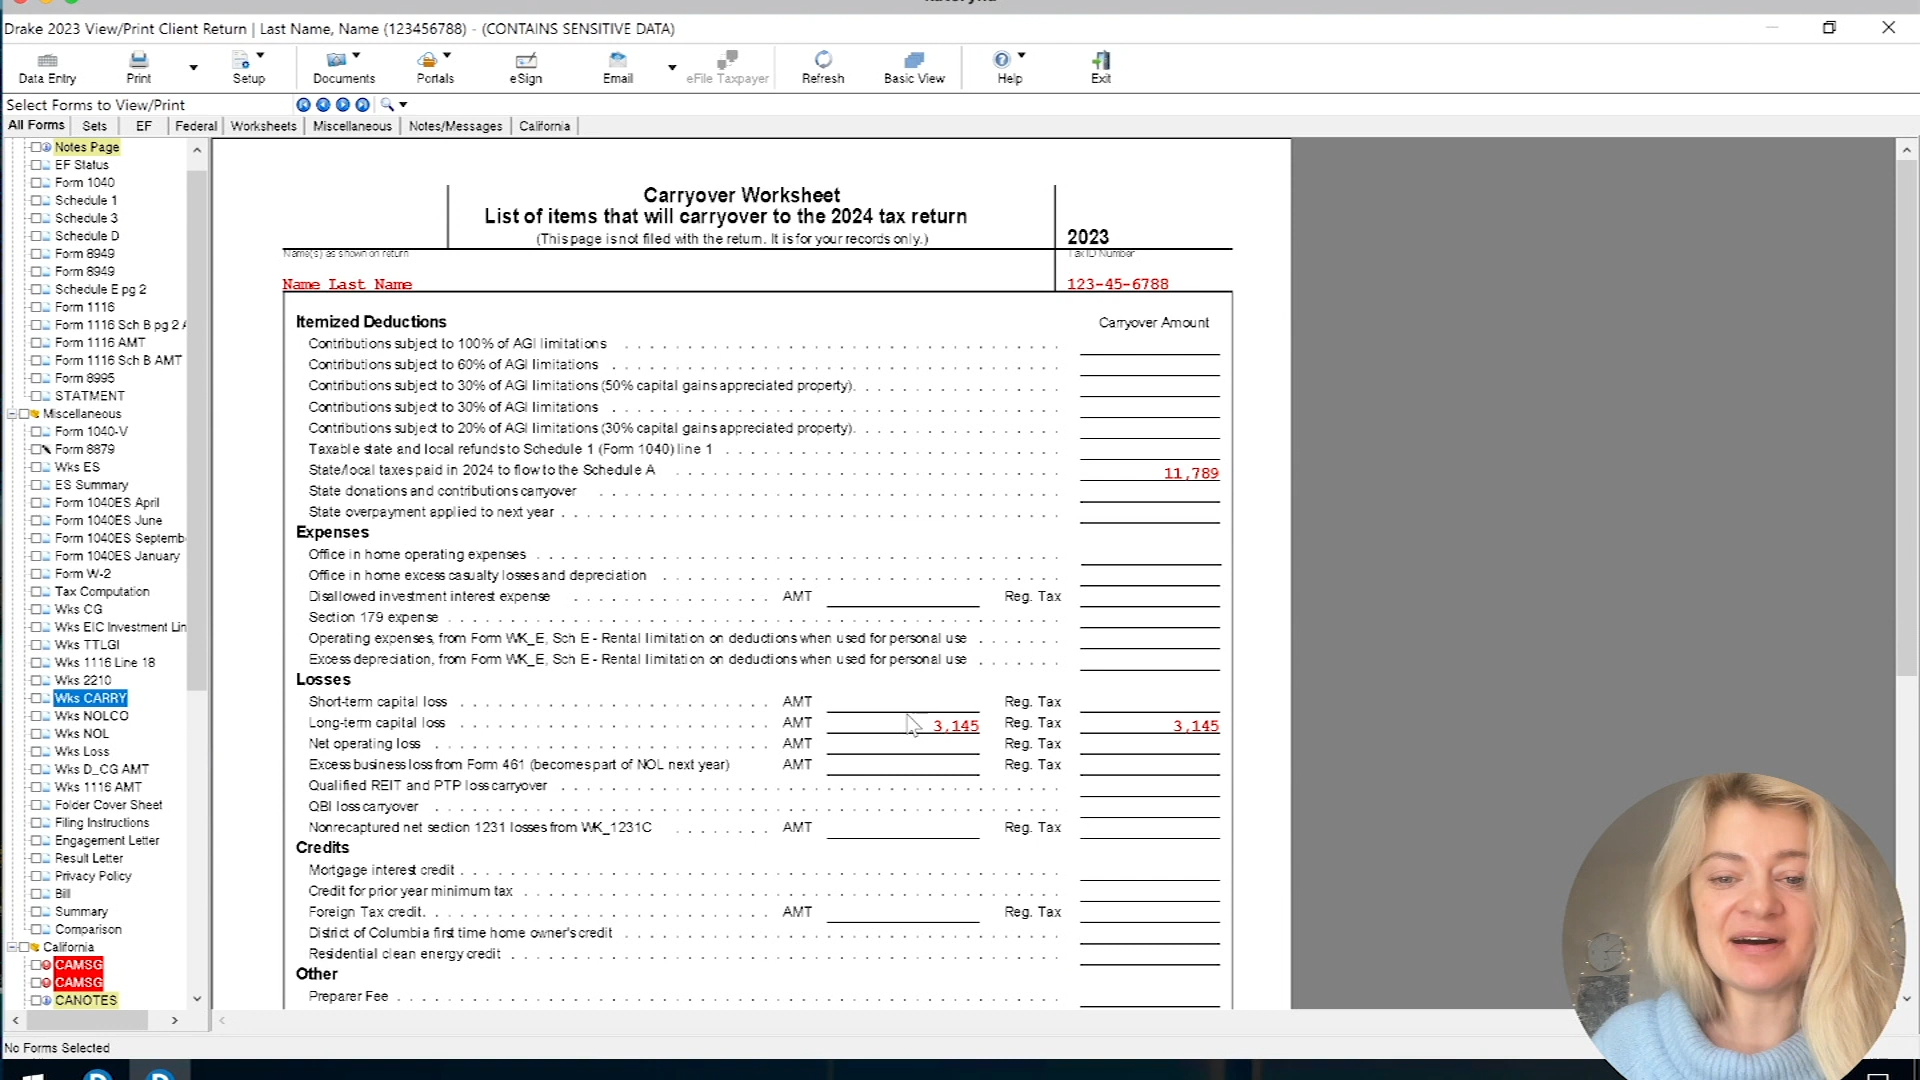 Drake 2023 View/Print Client Return | Last Name, Name (123456788) - (CONTAINS SENSITIVE DATA)
Data Entry Print Setup Documents Portals eSign Email eFile Taxpayer Refresh Basic View Help Exit
Select Forms to View/Print
All Forms Sets EF Federal Worksheets Miscellaneous Notes/Messages California
Notes Page
EF Status
Form 1040
Schedule 1
Schedule 3
Schedule D
Form 8949
Form 8949
Schedule E pg 2
Form 1116
Form 1116 Sch B pg 2
Form 1116 AMT
Form 1116 Sch B AMT
Form 8995
STATMENT
Miscellaneous
Form 1040-V
Form 8879
Wks ES
ES Summary
Form 1040ES April
Form 1040ES June
Form 1040ES Septemb
Form 1040ES January
Form W-2
Tax Computation
Wks CG
Wks EIC Investment Lin
Wks TTLGI
Wks 1116 Line 18
Wks 2210
Wks CARRY
Wks NOLCO
Wks NOL
Wks Loss
Wks D_CG AMT
Wks 1116 AMT
Folder Cover Sheet
Filing Instructions
Engagement Letter
Result Letter
Privacy Policy
Bill
Summary
Comparison
California
CAMSG
CAMSG
CANOTES
No Forms Selected
Carryover Worksheet
List of items that will carryover to the 2024 tax return
(This page is not filed with the return. It is for your records only.)
2023
Name(s) as shown on return Tax ID Number
Name Last Name 123-45-6788
Itemized Deductions Carryover Amount
Contributions subject to 100% of AGI limitations
Contributions subject to 60% of AGI limitations
Contributions subject to 30% of AGI limitations (50% capital gains appreciated property).
Contributions subject to 30% of AGI limitations
Contributions subject to 20% of AGI limitations (30% capital gains appreciated property).
Taxable state and local refunds to Schedule 1 (Form 1040) line 1
State/local taxes paid in 2024 to flow to the Schedule A 11,789
State donations and contributions carryover
State overpayment applied to next year
Expenses
Office in home operating expenses
Office in home excess casualty losses and depreciation
Disallowed investment interest expense AMT Reg. Tax
Section 179 expense
Operating expenses, from Form WK_E, Sch E - Rental limitation on deductions when used for personal use
Excess depreciation, from Form WK_E, Sch E - Rental limitation on deductions when used for personal use
Losses
Short-term capital loss AMT Reg. Tax
Long-term capital loss AMT 3,145 Reg. Tax 3,145
Net operating loss AMT Reg. Tax
Excess business loss from Form 461 (becomes part of NOL next year) AMT Reg. Tax
Qualified REIT and PTP loss carryover
QBI loss carryover
Nonrecaptured net section 1231 losses from WK_1231C AMT Reg. Tax
Credits
Mortgage interest credit
Credit for prior year minimum tax
Foreign Tax credit. AMT Reg. Tax
District of Columbia first time home owner's credit
Residential clean energy credit
Other
Preparer Fee